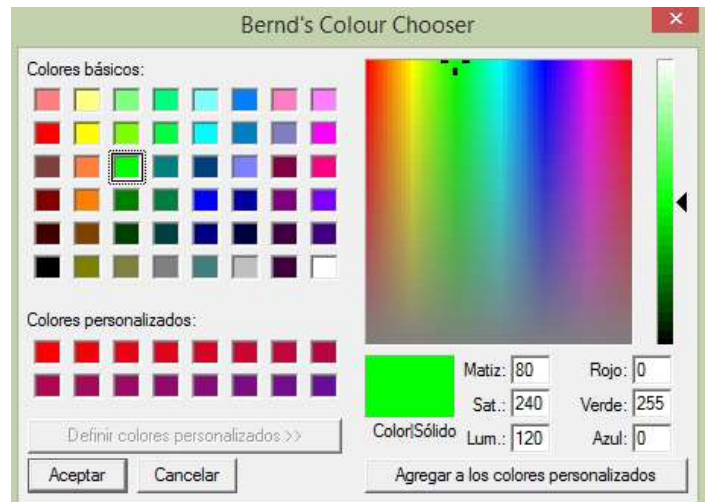 Bernd's Colour Chooser
Colores básicos:
Colores personalizados:
Definir colores personalizados >>
Aceptar
Cancelar
Color|Sólido
Matiz: 80
Sat.: 240
Lum.: 120
Rojo: 0
Verde: 255
Azul: 0
Agregar a los colores personalizados